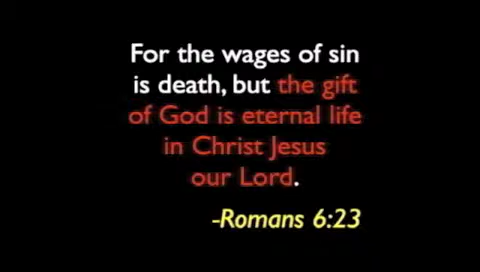 For the wages of sin
is death, but the gift
of God is eternal life
in Christ Jesus
our Lord.
-Romans 6:23